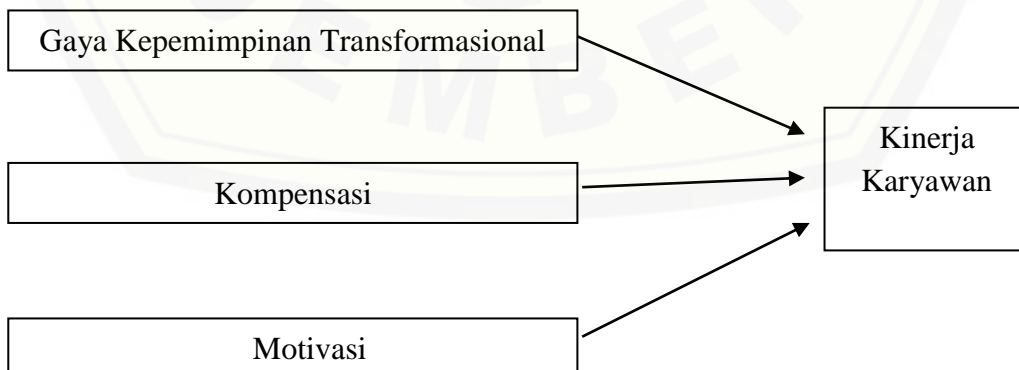 Gaya Kepemimpinan Transformasional
Kompensasi
Motivasi
Kinerja
Karyawan